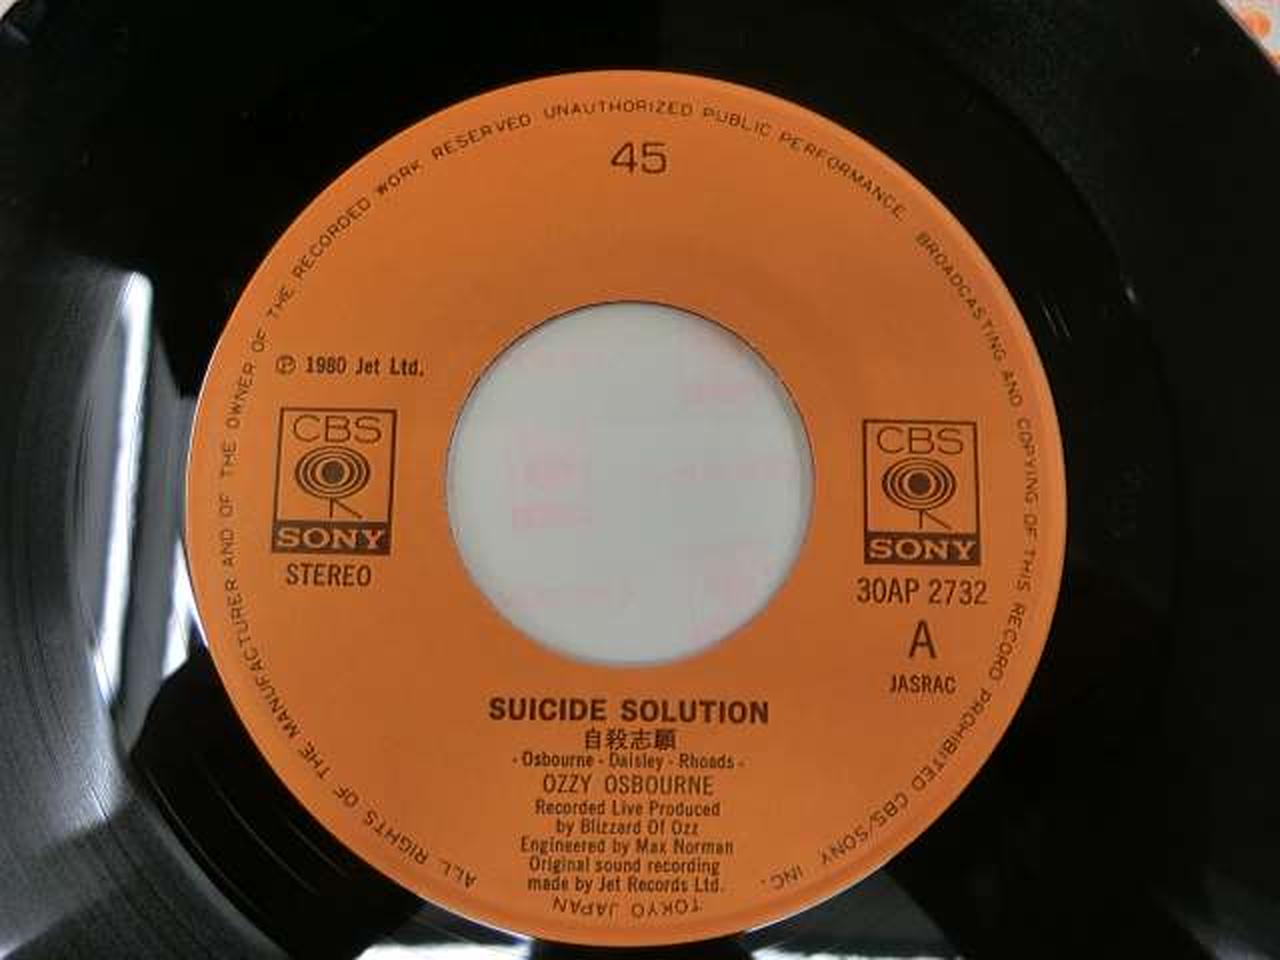 ALL RIGHTS OF THE MANUFACTURER AND OF THE OWNER OF THE RECORDED WORK RESERVED UNAUTHORIZED PUBLIC PERFORMANCE BROADCASTING AND COPYING OF THIS RECORD PROHIBITED CBS/SONY INC.
TOKYO JAPAN
45
℗ 1980 Jet Ltd.
CBS
SONY
STEREO
CBS
SONY
30AP 2732
A
JASRAC
SUICIDE SOLUTION
自殺志願
- Osbourne - Daisley - Rhoads -
OZZY OSBOURNE
Recorded Live Produced
by Blizzard Of Ozz
Engineered by Max Norman
Original sound recording
made by Jet Records Ltd.